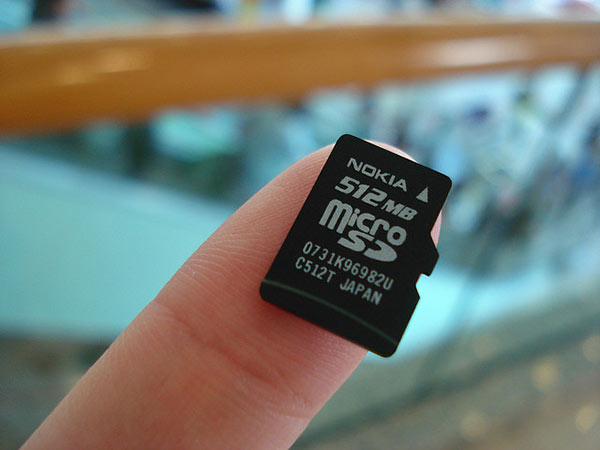 NOKIA
512MB
Micro
SD
0731K96982U
C512T JAPAN